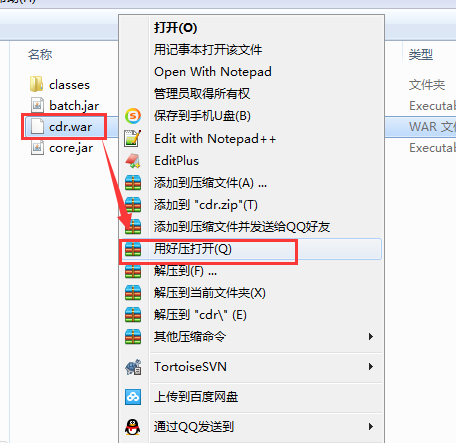 帮助(H)
名称
类型
classes
文件夹
batch.jar
Executab
cdr.war
WAR 文件
core.jar
Executab
打开(O)
用记事本打开该文件
Open With Notepad
管理员取得所有权
保存到手机U盘(B)
Edit with Notepad++
EditPlus
添加到压缩文件(A) ...
添加到 "cdr.zip"(T)
添加到压缩文件并发送给QQ好友
用好压打开(Q)
解压到(F) ...
解压到当前文件夹(X)
解压到 "cdr\" (E)
其他压缩命令
TortoiseSVN
上传到百度网盘
通过QQ发送到